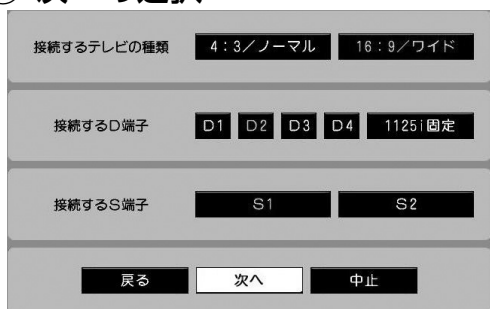 接続するテレビの種類 4:3/ノーマル 16:9/ワイド
接続するD端子 D1 D2 D3 D4 1125i固定
接続するS端子 S1 S2
戻る 次へ 中止